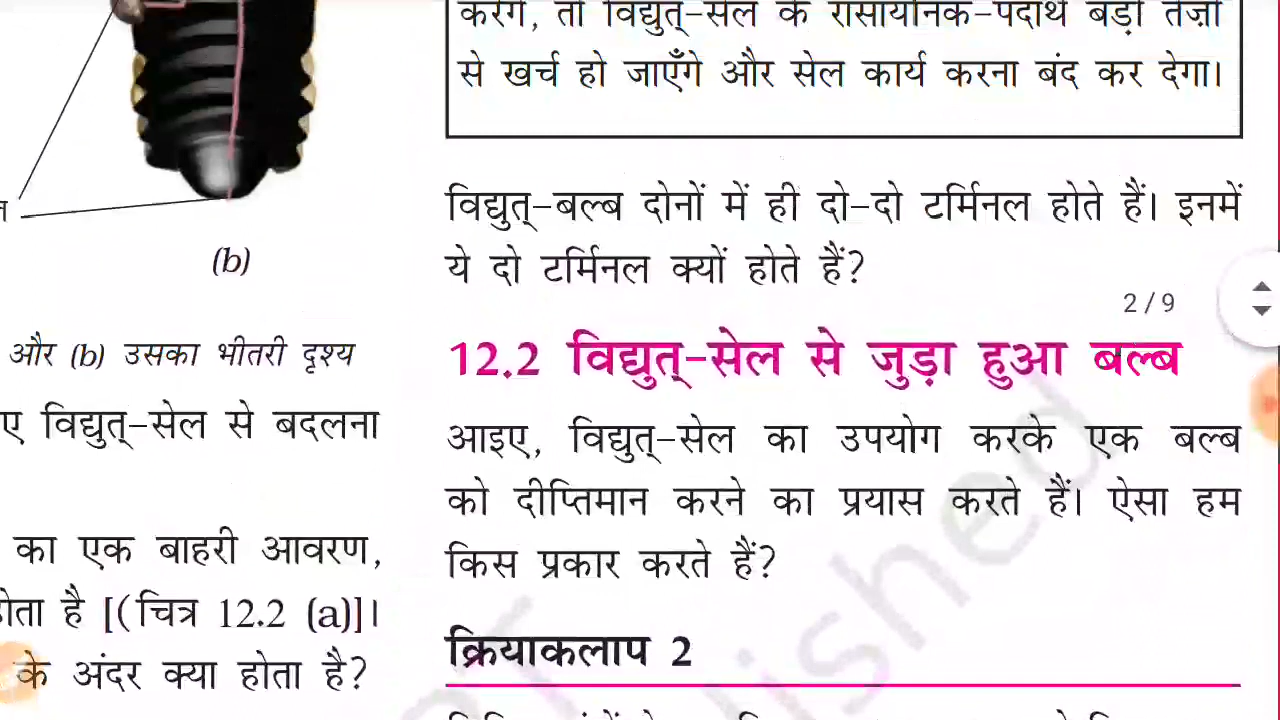 (b)
और (b) उसका भीतरी दृश्य
ए विद्युत्-सेल से बदलना
का एक बाहरी आवरण,
होता है [(चित्र 12.2 (a)]।
के अंदर क्या होता है?
करेंगे, तो विद्युत्-सेल के रासायनिक-पदार्थ बड़ी तेज़ी
से खर्च हो जाएँगे और सेल कार्य करना बंद कर देगा।
विद्युत्-बल्ब दोनों में ही दो-दो टर्मिनल होते हैं। इनमें
ये दो टर्मिनल क्यों होते हैं?
2 / 9
12.2 विद्युत्-सेल से जुड़ा हुआ बल्ब
आइए, विद्युत्-सेल का उपयोग करके एक बल्ब
को दीप्तिमान करने का प्रयास करते हैं। ऐसा हम
किस प्रकार करते हैं?
क्रियाकलाप 2